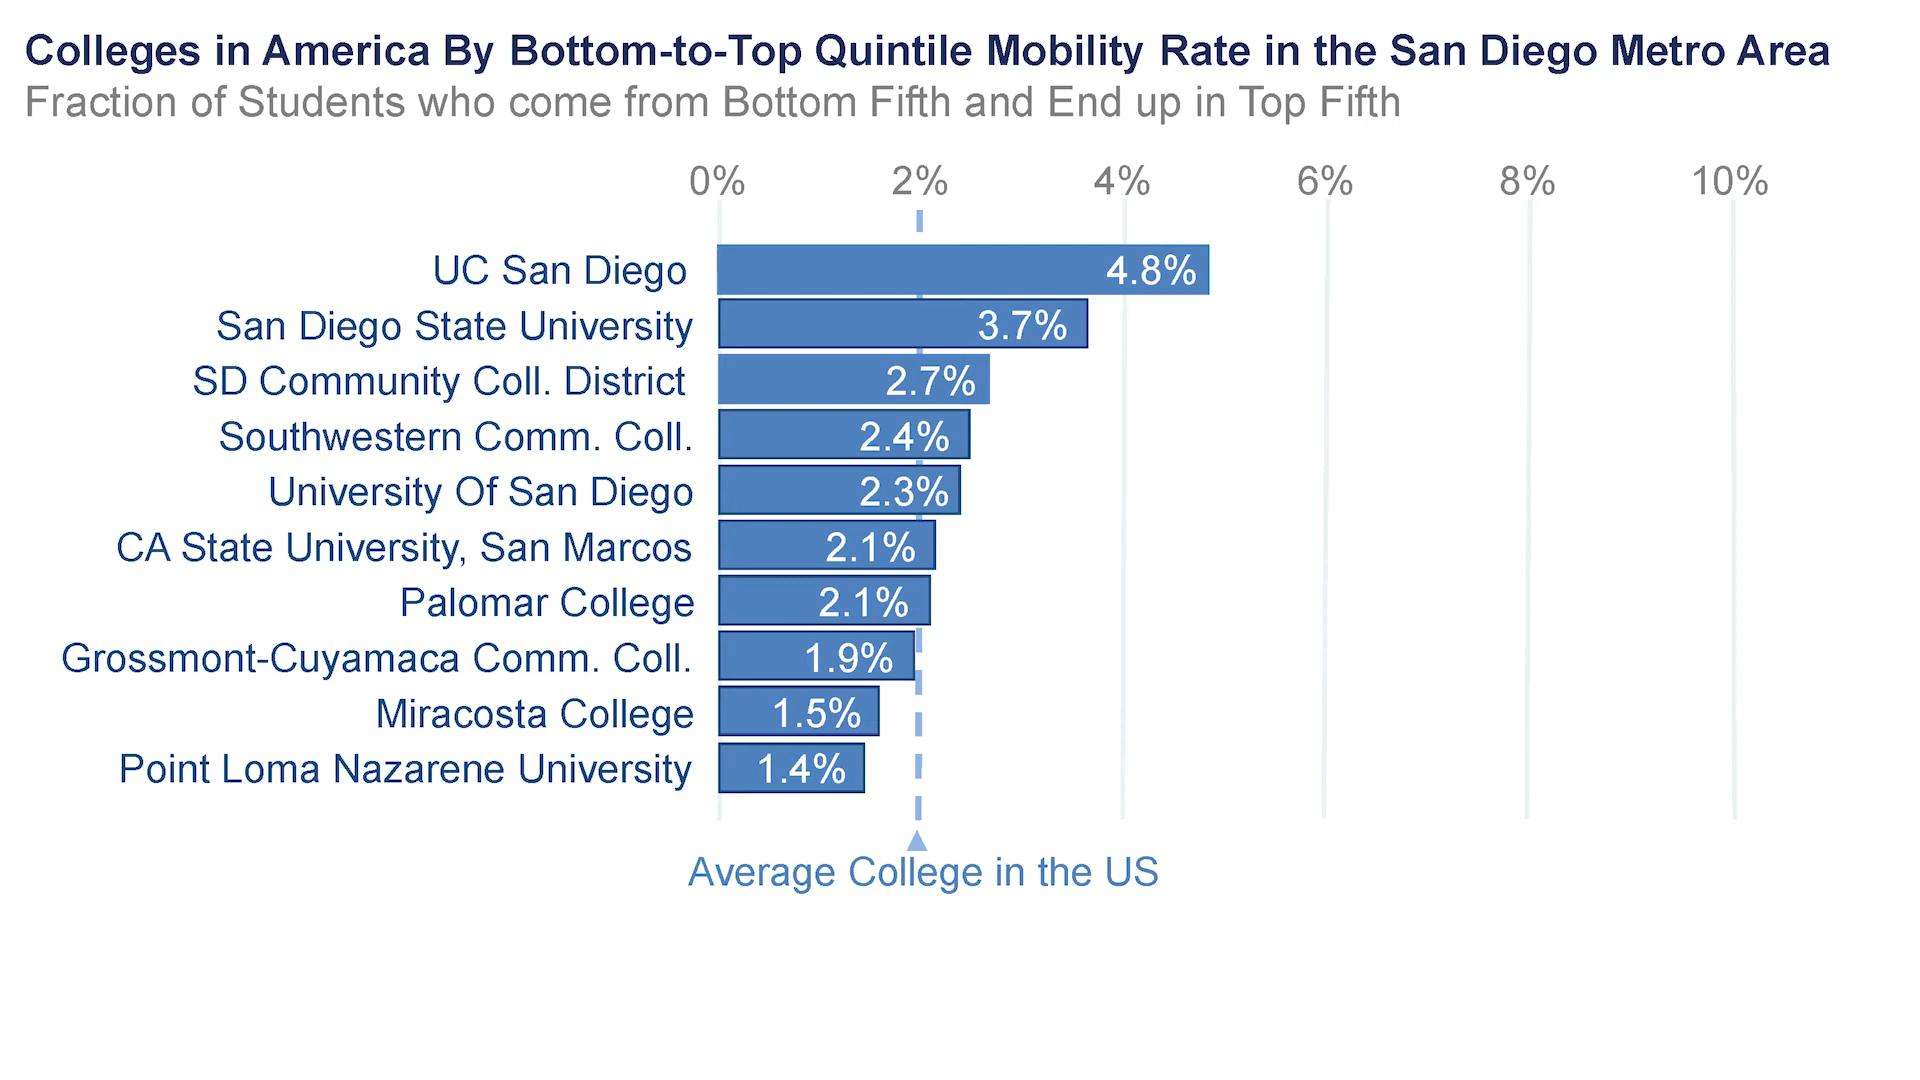 Colleges in America By Bottom-to-Top Quintile Mobility Rate in the San Diego Metro Area
Fraction of Students who come from Bottom Fifth and End up in Top Fifth
0% 2% 4% 6% 8% 10%
UC San Diego 4.8%
San Diego State University 3.7%
SD Community Coll. District 2.7%
Southwestern Comm. Coll. 2.4%
University Of San Diego 2.3%
CA State University, San Marcos 2.1%
Palomar College 2.1%
Grossmont-Cuyamaca Comm. Coll. 1.9%
Miracosta College 1.5%
Point Loma Nazarene University 1.4%
Average College in the US